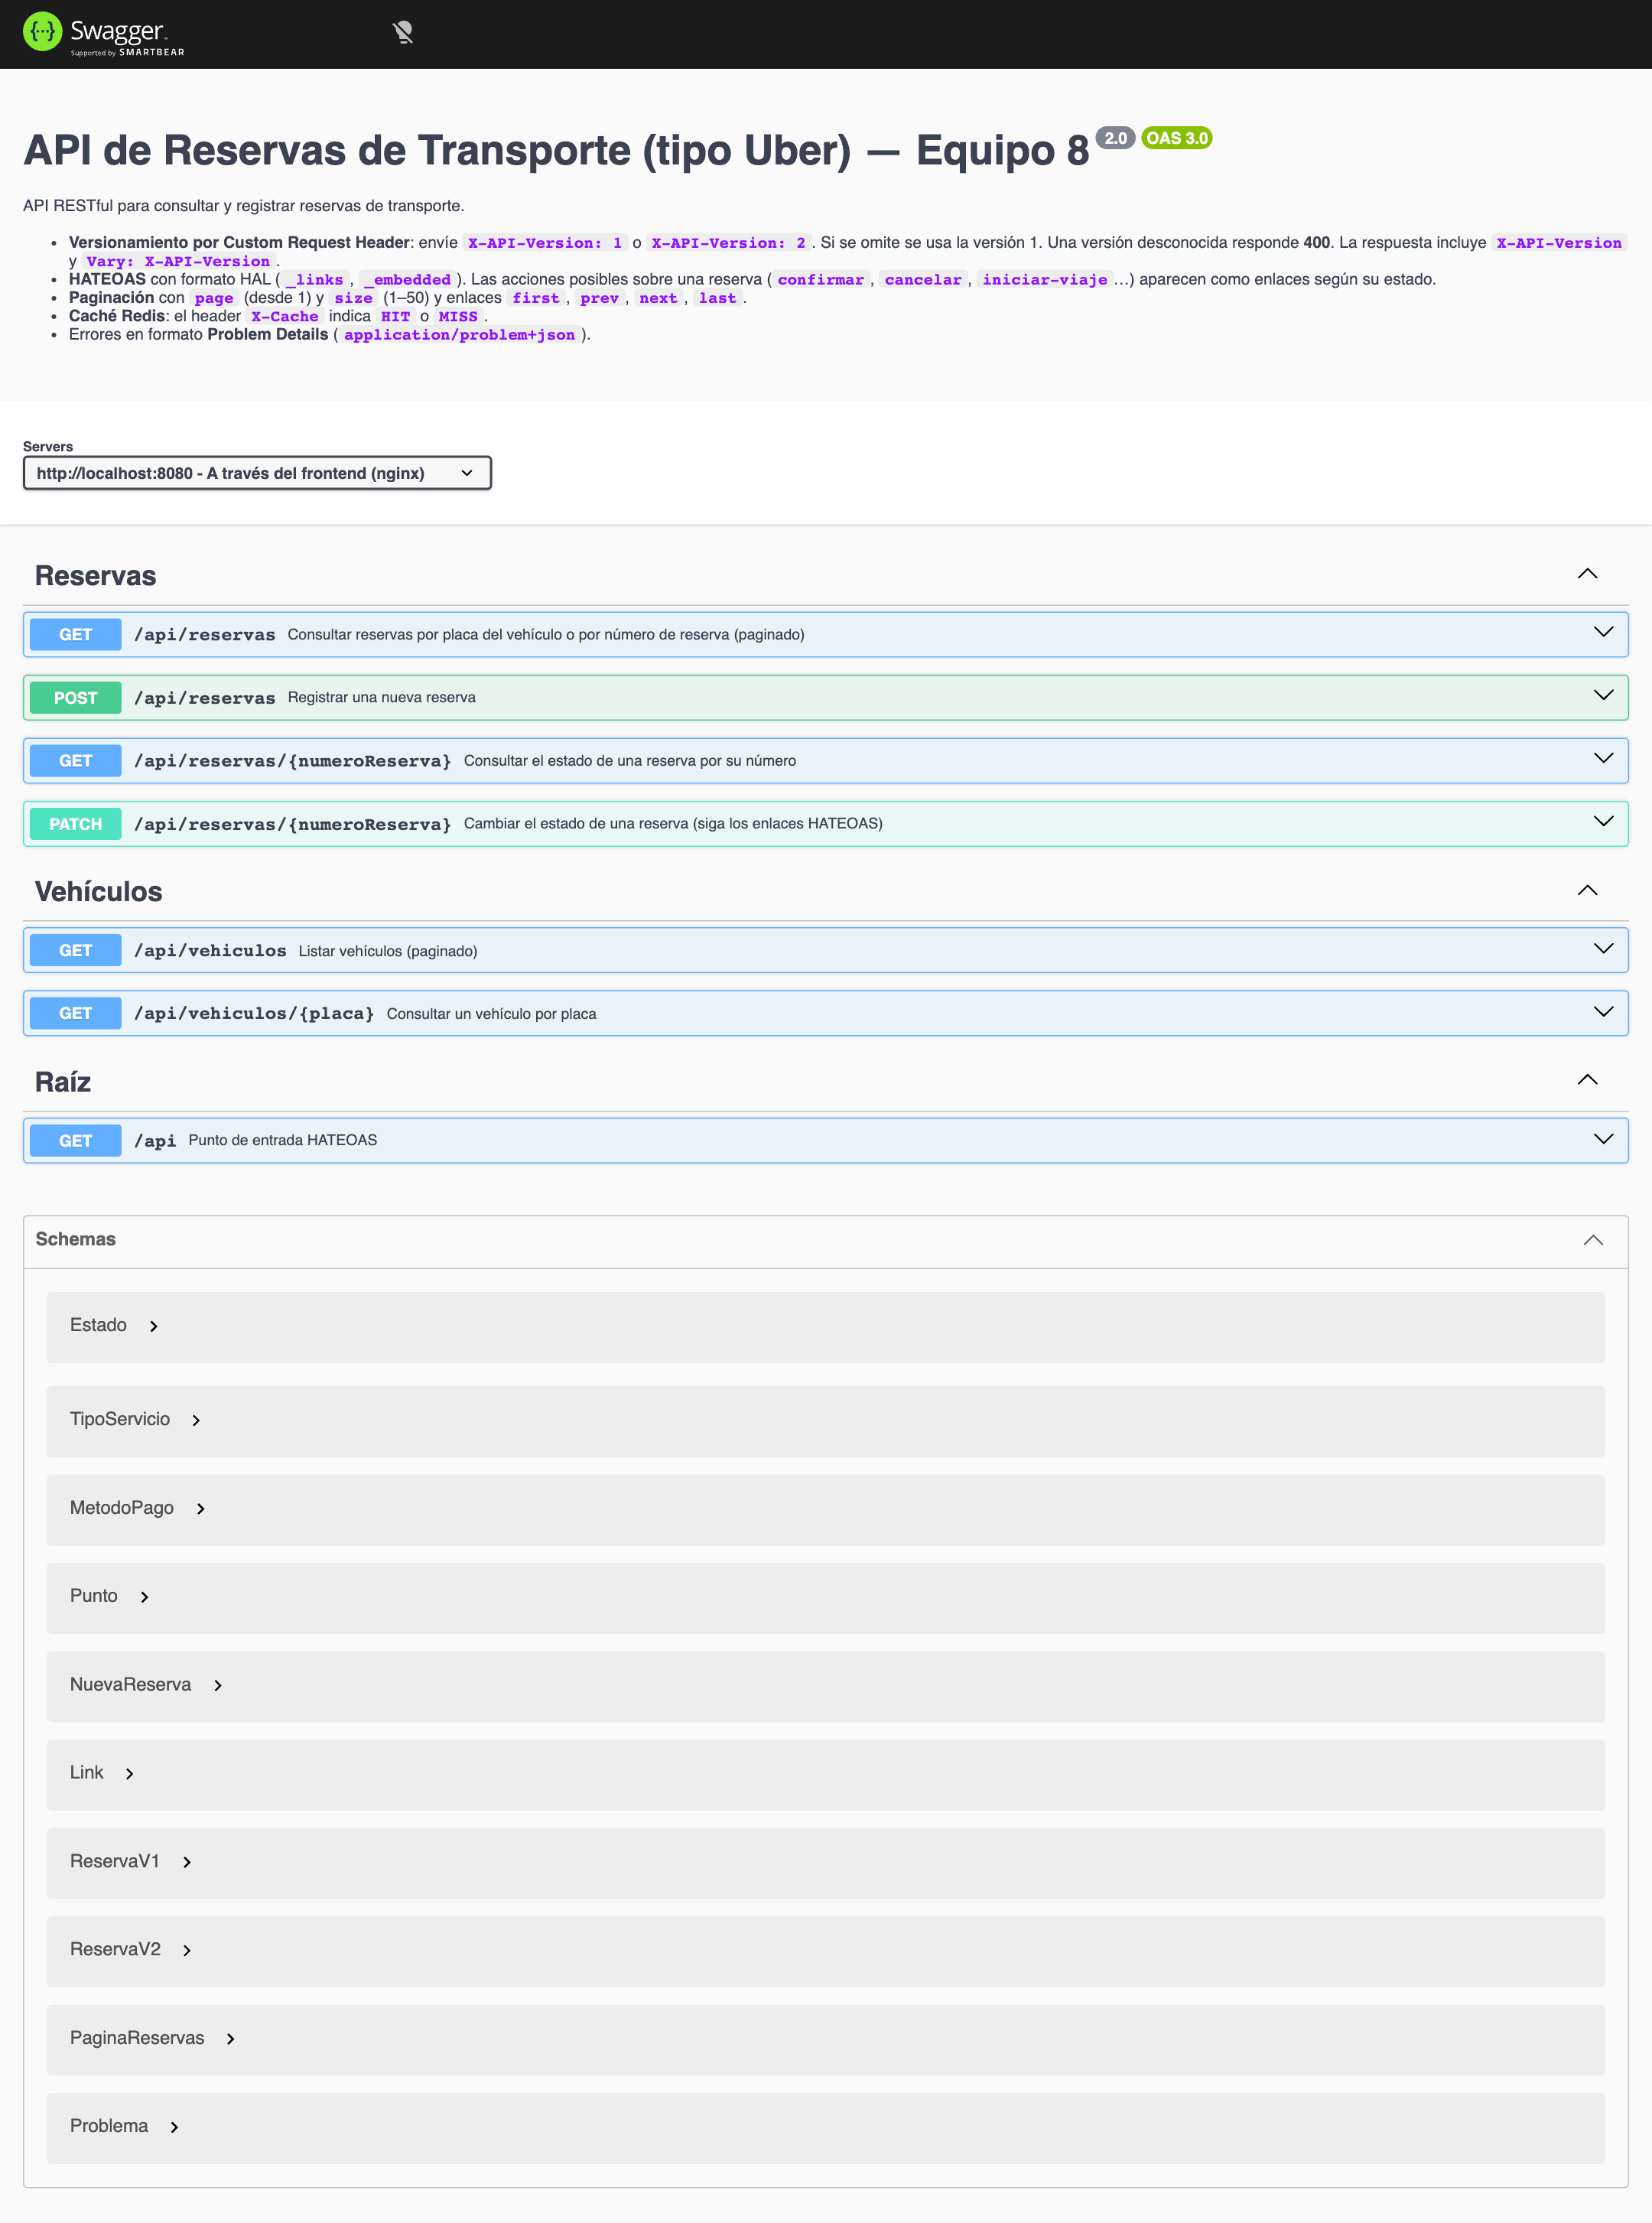 Swagger.
Supported by SMARTBEAR
API de Reservas de Transporte (tipo Uber) — Equipo 8 2.0 OAS 3.0
API RESTful para consultar y registrar reservas de transporte.
• Versionamiento por Custom Request Header: envíe X-API-Version: 1 o X-API-Version: 2. Si se omite se usa la versión 1. Una versión desconocida responde 400. La respuesta incluye X-API-Version
y Vary: X-API-Version.
• HATEOAS con formato HAL (_links, _embedded). Las acciones posibles sobre una reserva (confirmar, cancelar, iniciar-viaje…) aparecen como enlaces según su estado.
• Paginación con page (desde 1) y size (1–50) y enlaces first, prev, next, last.
• Caché Redis: el header X-Cache indica HIT o MISS.
• Errores en formato Problem Details (application/problem+json).
Servers
http://localhost:8080 - A través del frontend (nginx)
Reservas
GET /api/reservas Consultar reservas por placa del vehículo o por número de reserva (paginado)
POST /api/reservas Registrar una nueva reserva
GET /api/reservas/{numeroReserva} Consultar el estado de una reserva por su número
PATCH /api/reservas/{numeroReserva} Cambiar el estado de una reserva (siga los enlaces HATEOAS)
Vehículos
GET /api/vehiculos Listar vehículos (paginado)
GET /api/vehiculos/{placa} Consultar un vehículo por placa
Raíz
GET /api Punto de entrada HATEOAS
Schemas
Estado
TipoServicio
MetodoPago
Punto
NuevaReserva
Link
ReservaV1
ReservaV2
PaginaReservas
Problema